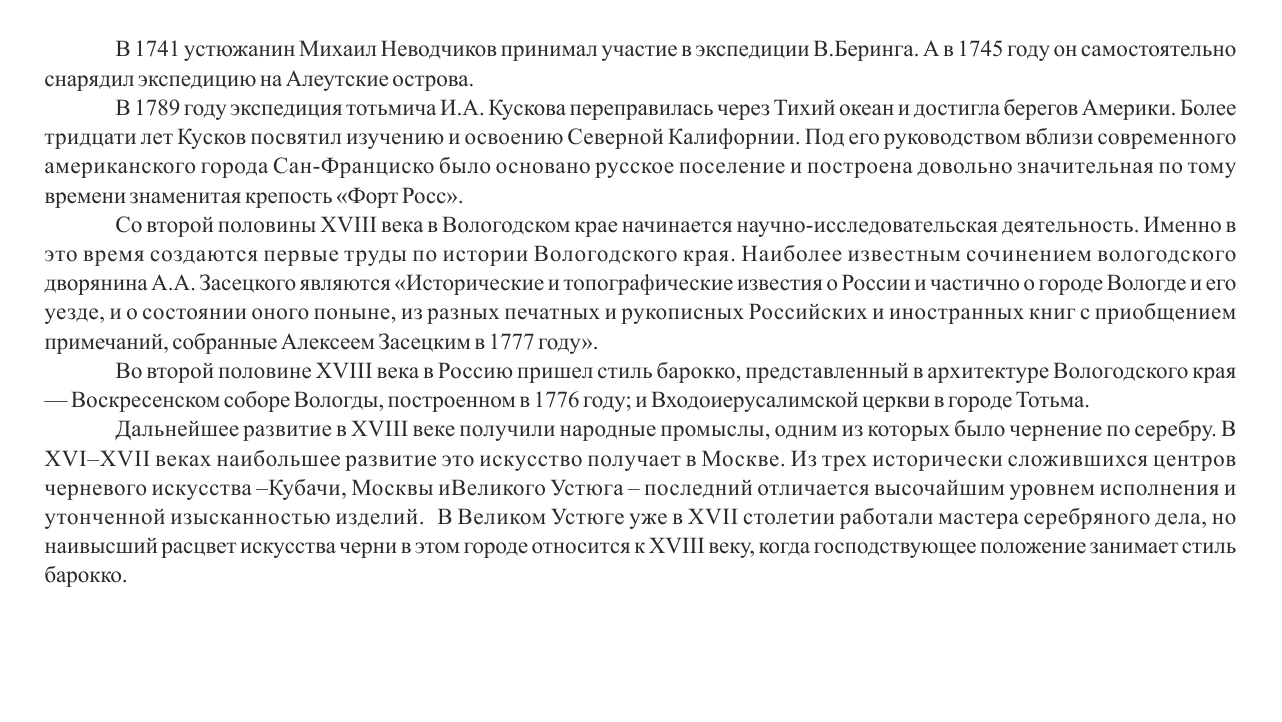 В 1741 устюжанин Михаил Неводчиков принимал участие в экспедиции В.Беринга. А в 1745 году он самостоятельно
снарядил экспедицию на Алеутские острова.
В 1789 году экспедиция тотьмича И.А. Кускова переправилась через Тихий океан и достигла берегов Америки. Более
тридцати лет Кусков посвятил изучению и освоению Северной Калифорнии. Под его руководством вблизи современного
американского города Сан-Франциско было основано русское поселение и построена довольно значительная по тому
времени знаменитая крепость «Форт Росс».
Со второй половины XVIII века в Вологодском крае начинается научно-исследовательская деятельность. Именно в
это время создаются первые труды по истории Вологодского края. Наиболее известным сочинением вологодского
дворянина А.А. Засецкого являются «Исторические и топографические известия о России и частично о городе Вологде и его
уезде, и о состоянии оного поныне, из разных печатных и рукописных Российских и иностранных книг с приобщением
примечаний, собранные Алексеем Засецким в 1777 году».
Во второй половине XVIII века в Россию пришел стиль барокко, представленный в архитектуре Вологодского края
— Воскресенском соборе Вологды, построенном в 1776 году; и Входоиерусалимской церкви в городе Тотьма.
Дальнейшее развитие в XVIII веке получили народные промыслы, одним из которых было чернение по серебру. В
XVI–XVII веках наибольшее развитие это искусство получает в Москве. Из трех исторически сложившихся центров
черневого искусства –Кубачи, Москвы иВеликого Устюга – последний отличается высочайшим уровнем исполнения и
утонченной изысканностью изделий.  В Великом Устюге уже в XVII столетии работали мастера серебряного дела, но
наивысший расцвет искусства черни в этом городе относится к XVIII веку, когда господствующее положение занимает стиль
барокко.